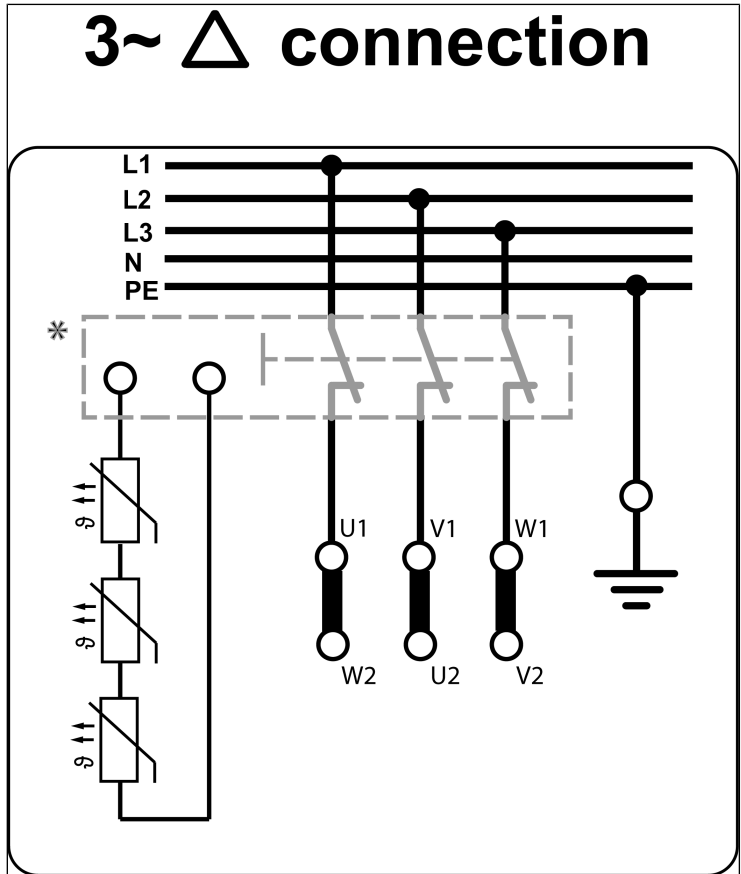 3~ △ connection
L1
L2
L3
N
PE
*
U1 V1 W1
W2 U2 V2
ϑ
ϑ
ϑ